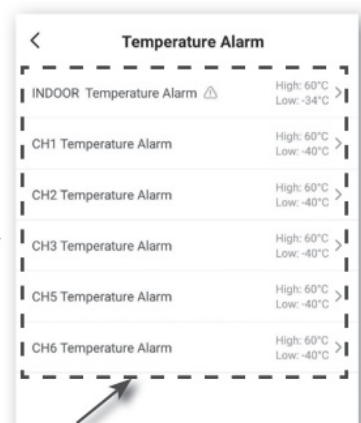 Temperature Alarm
INDOOR Temperature Alarm High: 60°C
Low: -34°C
CH1 Temperature Alarm High: 60°C
Low: -40°C
CH2 Temperature Alarm High: 60°C
Low: -40°C
CH3 Temperature Alarm High: 60°C
Low: -40°C
CH5 Temperature Alarm High: 60°C
Low: -40°C
CH6 Temperature Alarm High: 60°C
Low: -40°C